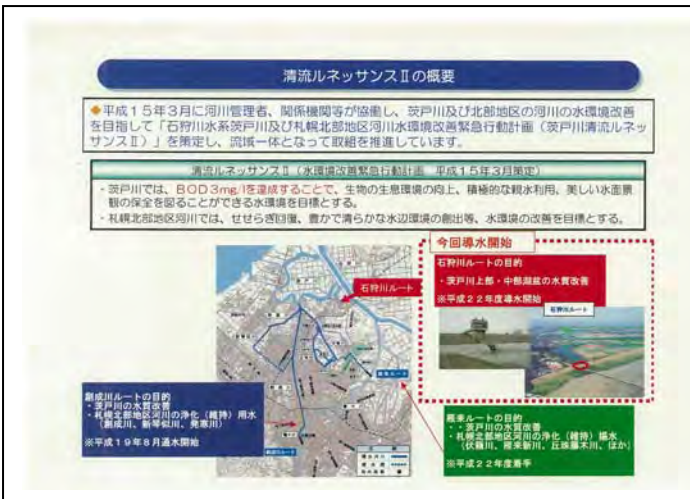 清流ルネッサンスⅡの概要
◆平成15年3月に河川管理者、関係機関等が協働し、茨戸川及び北部地区の河川の水環境改善
を目指して「石狩川水系茨戸川及び札幌北部地区河川水環境改善緊急行動計画(茨戸川清流ルネッ
サンスⅡ)」を策定し、流域一体となって取組を推進しています。
清流ルネッサンスⅡ(水環境改善緊急行動計画 平成15年3月策定)
・茨戸川では、BOD3mg/lを達成することで、生物の生息環境の向上、積極的な親水利用、美しい水面景
観の保全を図ることができる水環境を目標とする。
・札幌北部地区河川では、せせらぎ回復、豊かで清らかな水辺環境の創出等、水環境の改善を目標とする。
今回導水開始
石狩川ルートの目的
・茨戸川上部・中部湖盆の水質改善
※平成22年度導水開始
石狩川ルート
石狩川ルート
創成川ルートの目的
・茨戸川の水質改善
・札幌北部地区河川の浄化(維持)用水
(創成川、新琴似川、発寒川)
※平成19年8月通水開始
雁来ルートの目的
・・茨戸川の水質改善
・札幌北部地区河川の浄化(維持)用水
(伏籠川、雁来新川、丘珠藤木川、ほか)
※平成22年度着手